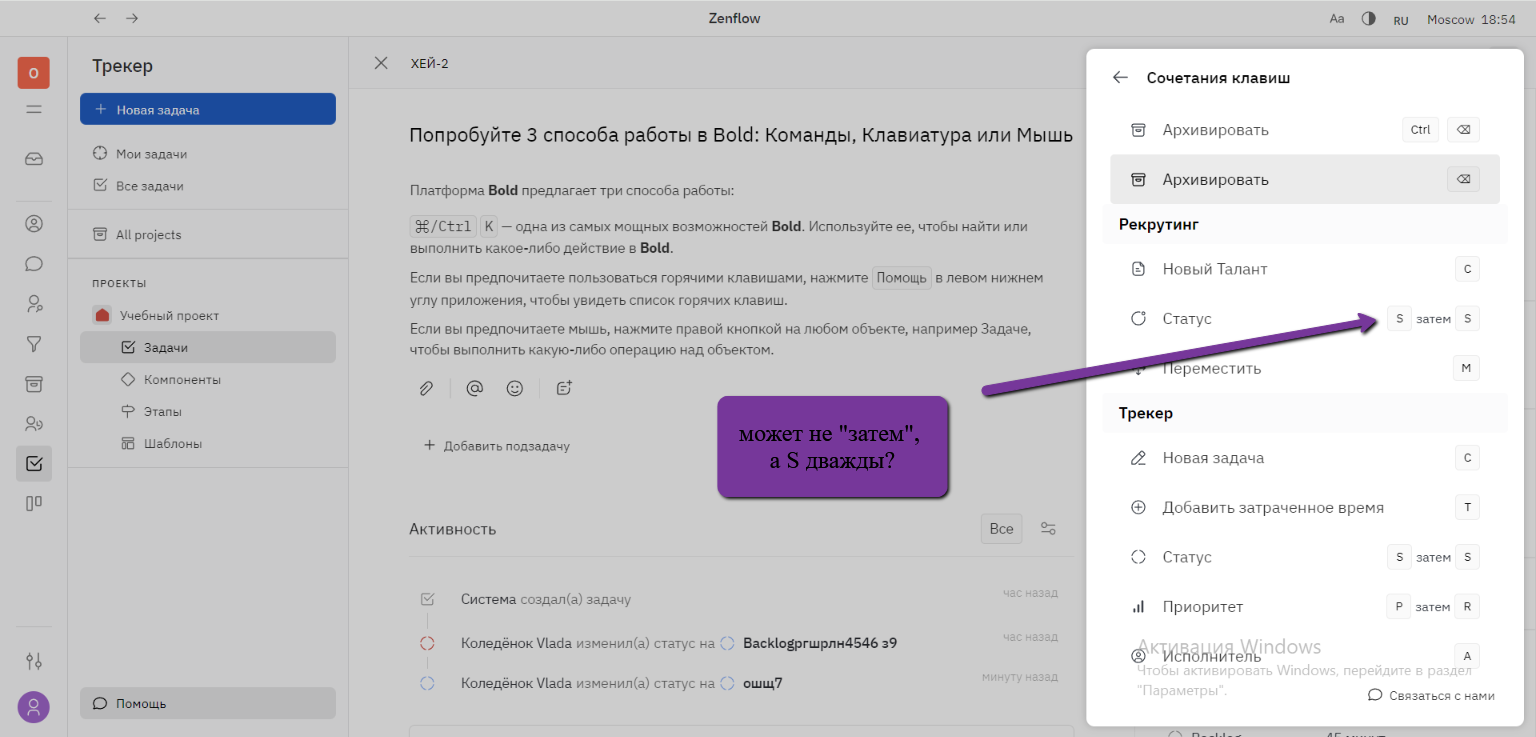 Zenflow
Aa RU Moscow 18:54
О
Трекер
+ Новая задача
Мои задачи
Все задачи
All projects
ПРОЕКТЫ
Учебный проект
Задачи
Компоненты
Этапы
Шаблоны
Помощь
ХЕЙ-2
Попробуйте 3 способа работы в Bold: Команды, Клавиатура или Мышь
Платформа Bold предлагает три способа работы:
⌘/Ctrl K — одна из самых мощных возможностей Bold. Используйте ее, чтобы найти или
выполнить какое-либо действие в Bold.
Если вы предпочитаете пользоваться горячими клавишами, нажмите Помощь в левом нижнем
углу приложения, чтобы увидеть список горячих клавиш.
Если вы предпочитаете мышь, нажмите правой кнопкой на любом объекте, например Задаче,
чтобы выполнить какую-либо операцию над объектом.
+ Добавить подзадачу
может не "затем",
а S дважды?
Активность
Все
Система создал(а) задачу час назад
Коледёнок Vlada изменил(а) статус на Backlogргшрлн4546 з9 час назад
Коледёнок Vlada изменил(а) статус на ошщ7 минуту назад
Сочетания клавиш
Архивировать Ctrl ⌫
Архивировать ⌫
Рекрутинг
Новый Талант C
Статус S затем S
Переместить M
Трекер
Новая задача C
Добавить затраченное время T
Статус S затем S
Приоритет P затем R
Исполнитель A
Активация Windows
Чтобы активировать Windows, перейдите в раздел
"Параметры".
Связаться с нами